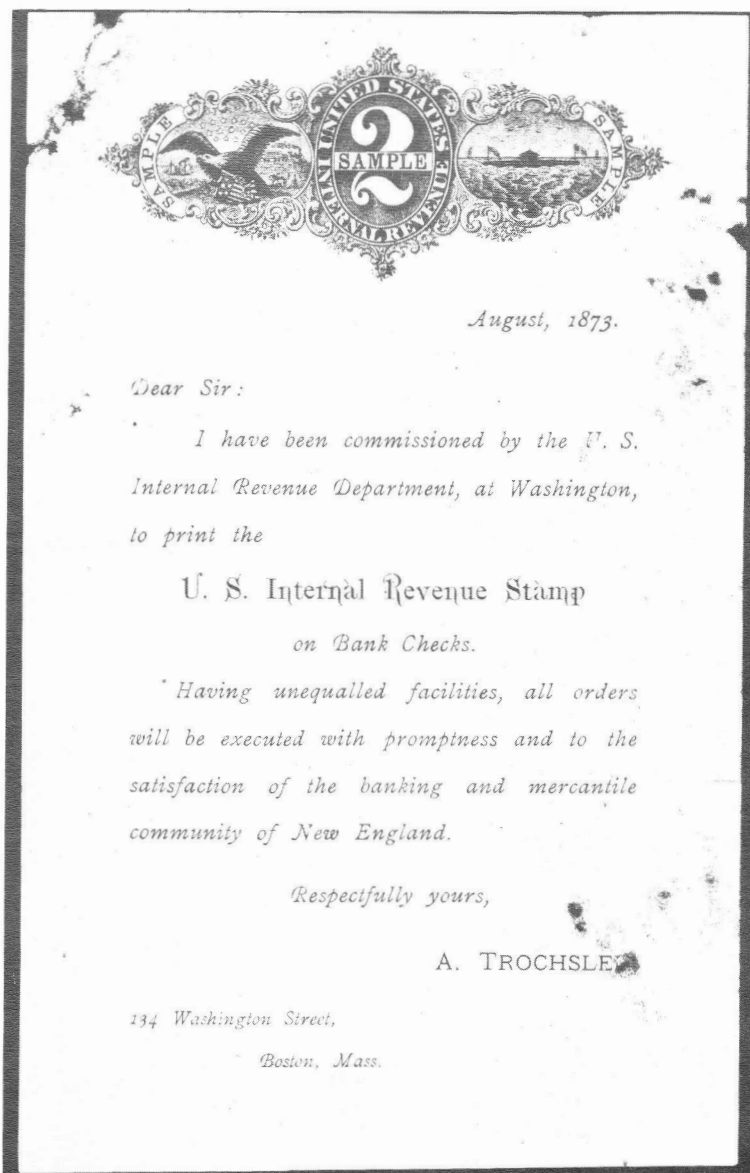 SAMPLE
UNITED STATES
2
SAMPLE
INTERNAL REVENUE
SAMPLE
August, 1873.
Dear Sir:
I have been commissioned by the U. S.
Internal Revenue Department, at Washington,
to print the
U. S. Internal Revenue Stamp
on Bank Checks.
Having unequalled facilities, all orders
will be executed with promptness and to the
satisfaction of the banking and mercantile
community of New England.
Respectfully yours,
A.
134 Washington Street,
Boston, Mass.